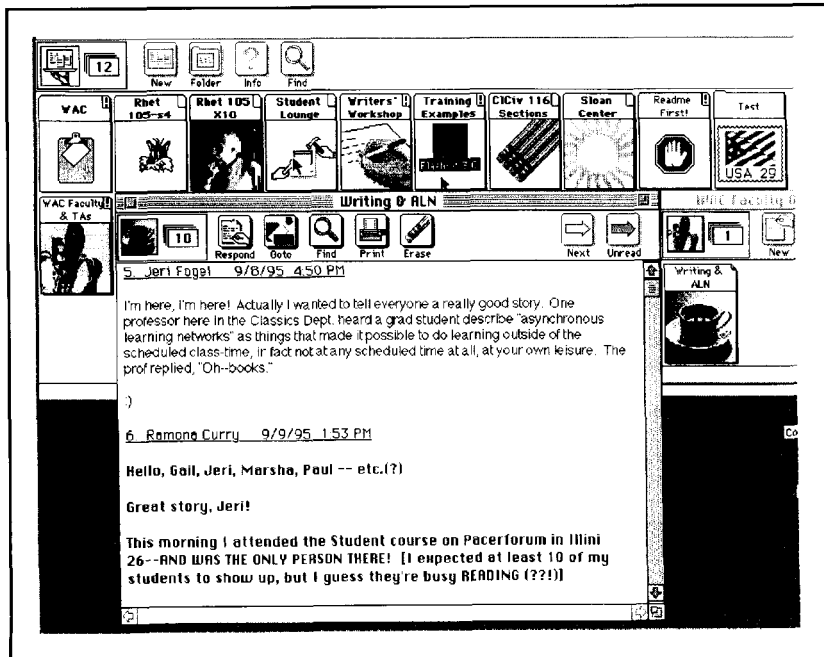 12
New Folder Info Find
WAC
Rhet 105-s4
Rhet 105 X10
Student Lounge
Writers' Workshop
Training Examples
ClCiv 116 Sections
Sloan Center
Readme First!
Test
USA 29
WAC Faculty & TAs
Writing & ALN
WAC Faculty &
10
Respond Goto Find Print Erase
Next Unread
1
New
Writing & ALN
5. Jeri Fogel 9/8/95 4:50 PM
I'm here, I'm here! Actually I wanted to tell everyone a really good story. One
professor here in the Classics Dept. heard a grad student describe "asynchronous
learning networks" as things that made it possible to do learning outside of the
scheduled class-time, in fact not at any scheduled time at all, at your own leisure. The
prof replied, "Oh--books."
:)
6. Ramona Curry 9/9/95 1:53 PM
Hello, Gail, Jeri, Marsha, Paul -- etc.(?)
Great story, Jeri!
This morning I attended the Student course on Pacerforum in Illini
26--AND WAS THE ONLY PERSON THERE! [I expected at least 10 of my
students to show up, but I guess they're busy READING (??!)]
Co